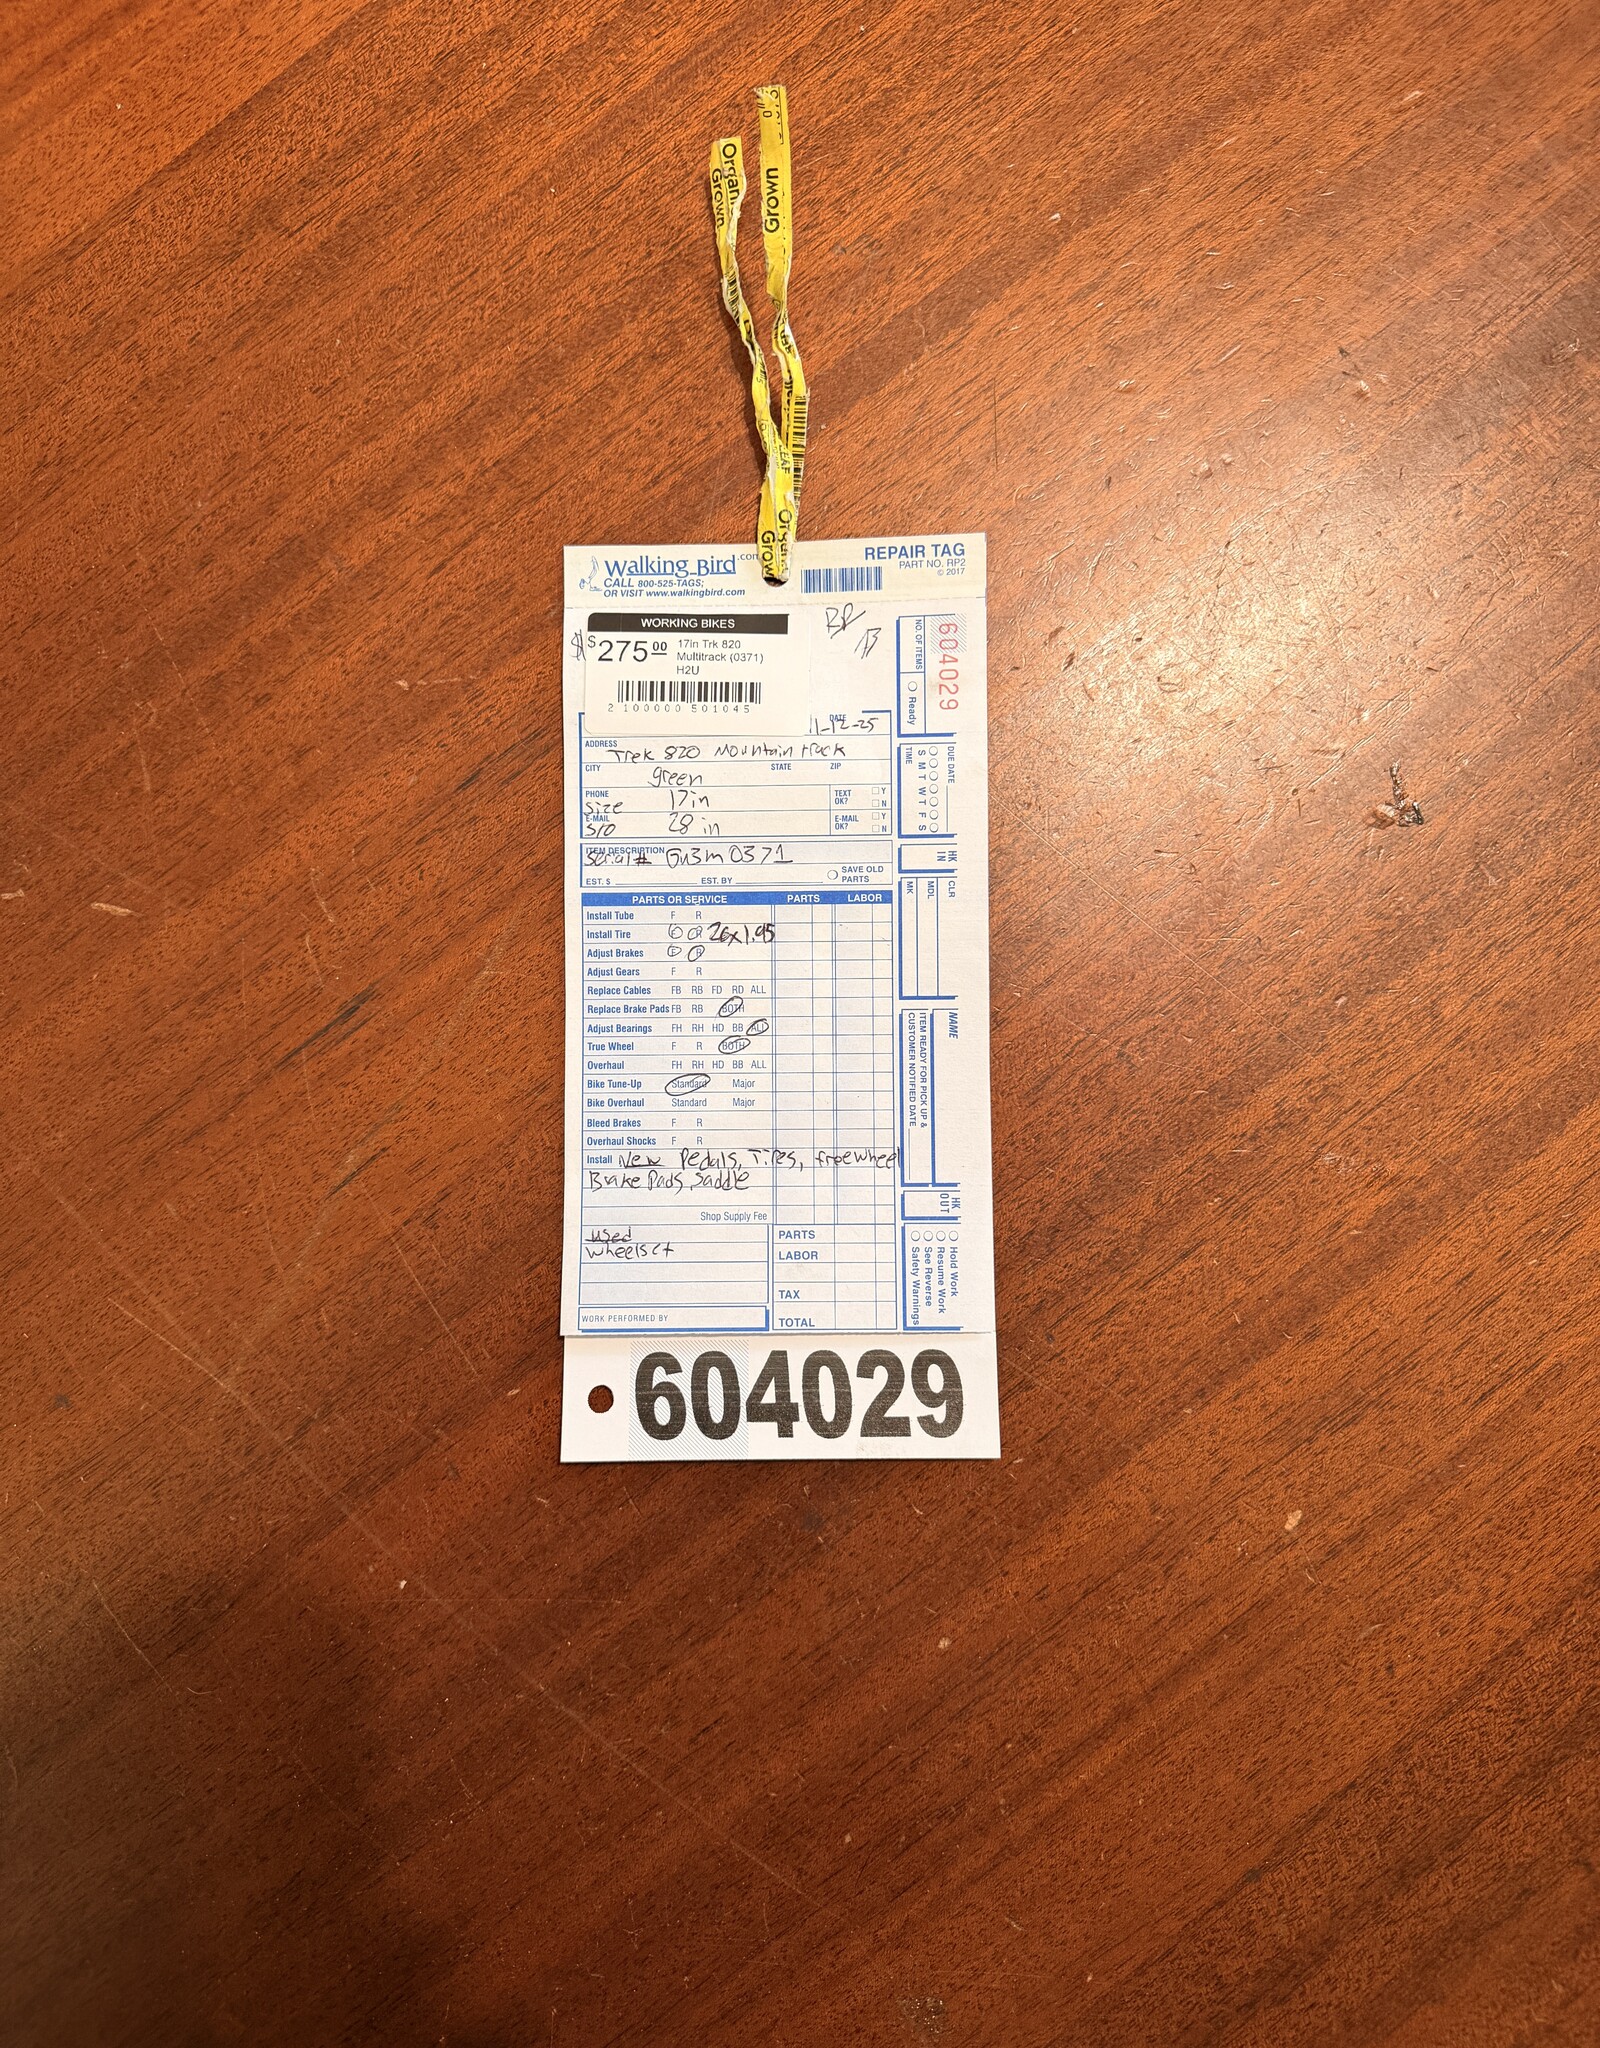 Grown
Organ
Grown
Walking Bird.com
CALL 800-525-TAGS;
OR VISIT www.walkingbird.com
REPAIR TAG
PART NO. RP2
© 2017
WORKING BIKES
$275.00
17in Trk 820
Multitrack (0371)
H2U
2 100000 501045
DATE
11-12-25
ADDRESS Trek 820 Mountain track
CITY green STATE ZIP
PHONE 17in
Size
TEXT OK? Y N
E-MAIL 28 in
S/O
E-MAIL OK? Y N
ITEM DESCRIPTION
Serial # Gu3m0371
EST. $ EST. BY SAVE OLD PARTS
PARTS OR SERVICE PARTS LABOR
Install Tube F R
Install Tire F R 26x1.95
Adjust Brakes F R
Adjust Gears F R
Replace Cables FB RB FD RD ALL
Replace Brake Pads FB RB BOTH
Adjust Bearings FH RH HD BB ALL
True Wheel F R BOTH
Overhaul FH RH HD BB ALL
Bike Tune-Up Standard Major
Bike Overhaul Standard Major
Bleed Brakes F R
Overhaul Shocks F R
Install New Pedals, Tires, freewheel
Brake Pads, Saddle
Shop Supply Fee
used
wheelset
PARTS
LABOR
TAX
TOTAL
WORK PERFORMED BY
604029
NO. OF ITEMS
Ready
DUE DATE
S M T W T F S
TIME
HK IN
CLR
MDL
MK
NAME
ITEM READY FOR PICK UP &
CUSTOMER NOTIFIED DATE
HK OUT
Hold Work
Resume Work
See Reverse
Safety Warnings
604029